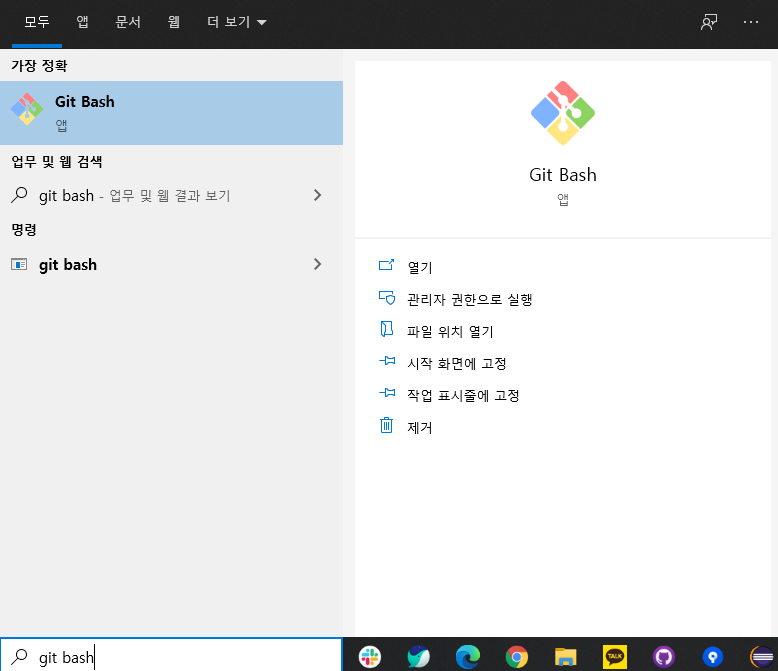 모두 앱 문서 웹 더 보기
가장 정확
Git Bash
앱
업무 및 웹 검색
git bash - 업무 및 웹 결과 보기
명령
git bash
Git Bash
앱
열기
관리자 권한으로 실행
파일 위치 열기
시작 화면에 고정
작업 표시줄에 고정
제거
git bash
TALK